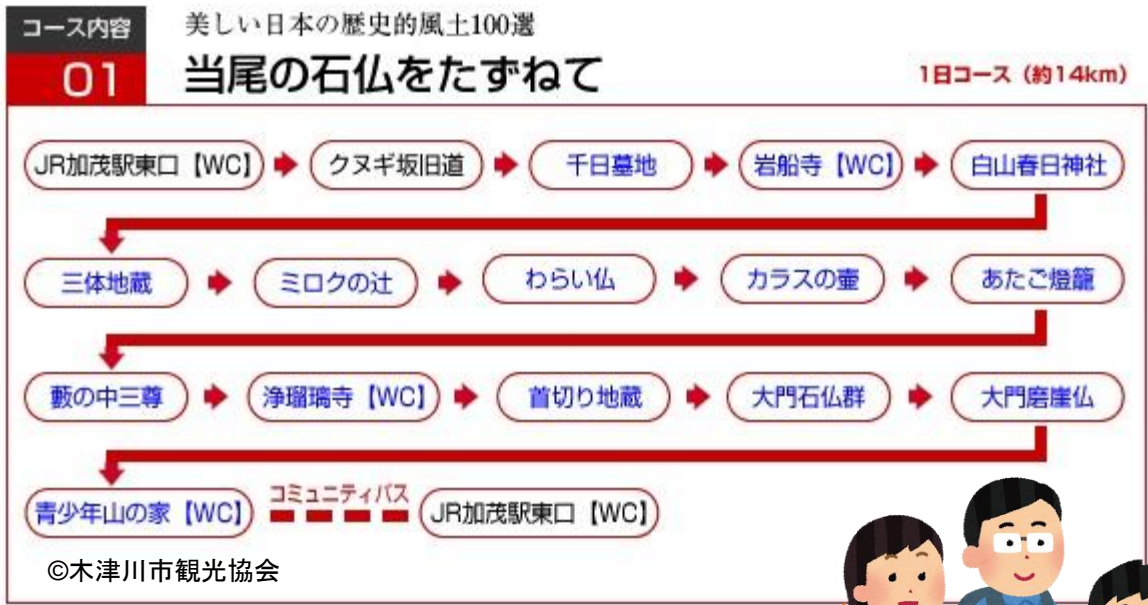 コース内容
美しい日本の歴史的風土100選
01
当尾の石仏をたずねて
1日コース（約14km）
JR加茂駅東口【WC】
クヌギ坂旧道
千日墓地
岩船寺【WC】
白山春日神社
三体地蔵
ミロクの辻
わらい仏
カラスの壷
あたご燈籠
藪の中三尊
浄瑠璃寺【WC】
首切り地蔵
大門石仏群
大門磨崖仏
青少年山の家【WC】
コミュニティバス
JR加茂駅東口【WC】
©木津川市観光協会